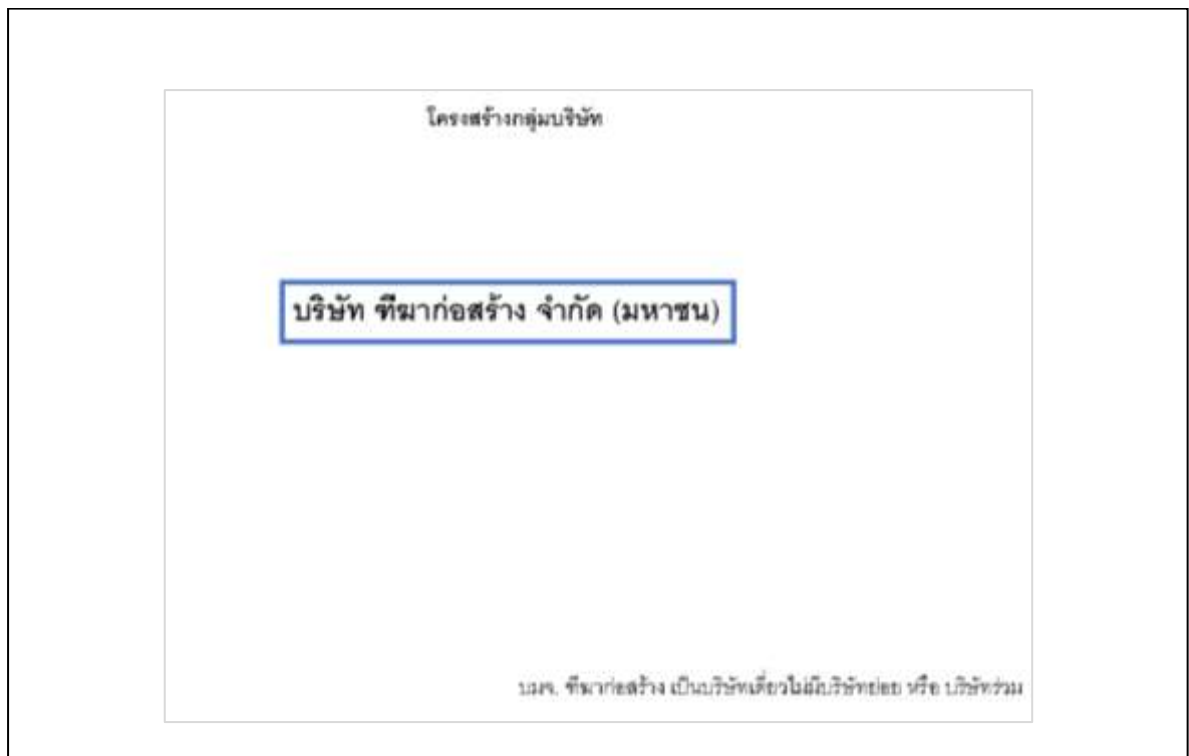 โครงสร้างกลุ่มบริษัท
บริษัท ฑีฆาก่อสร้าง จำกัด (มหาชน)
บมจ. ฑีฆาก่อสร้าง เป็นบริษัทเดี่ยวไม่มีบริษัทย่อย หรือ บริษัทร่วม